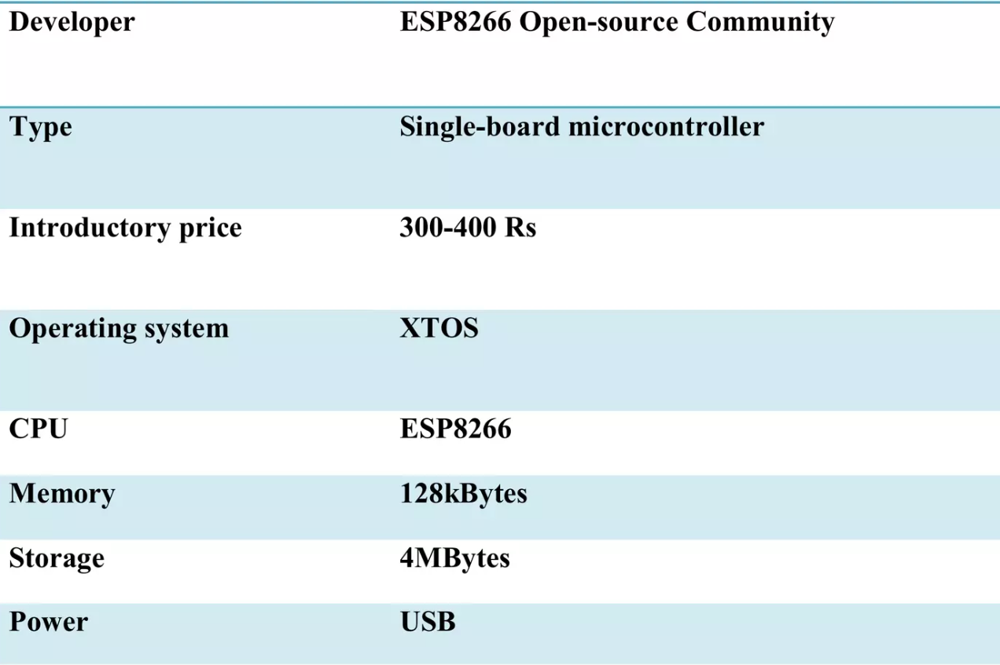 Developer ESP8266 Open-source Community
Type Single-board microcontroller
Introductory price 300-400 Rs
Operating system XTOS
CPU ESP8266
Memory 128kBytes
Storage 4MBytes
Power USB